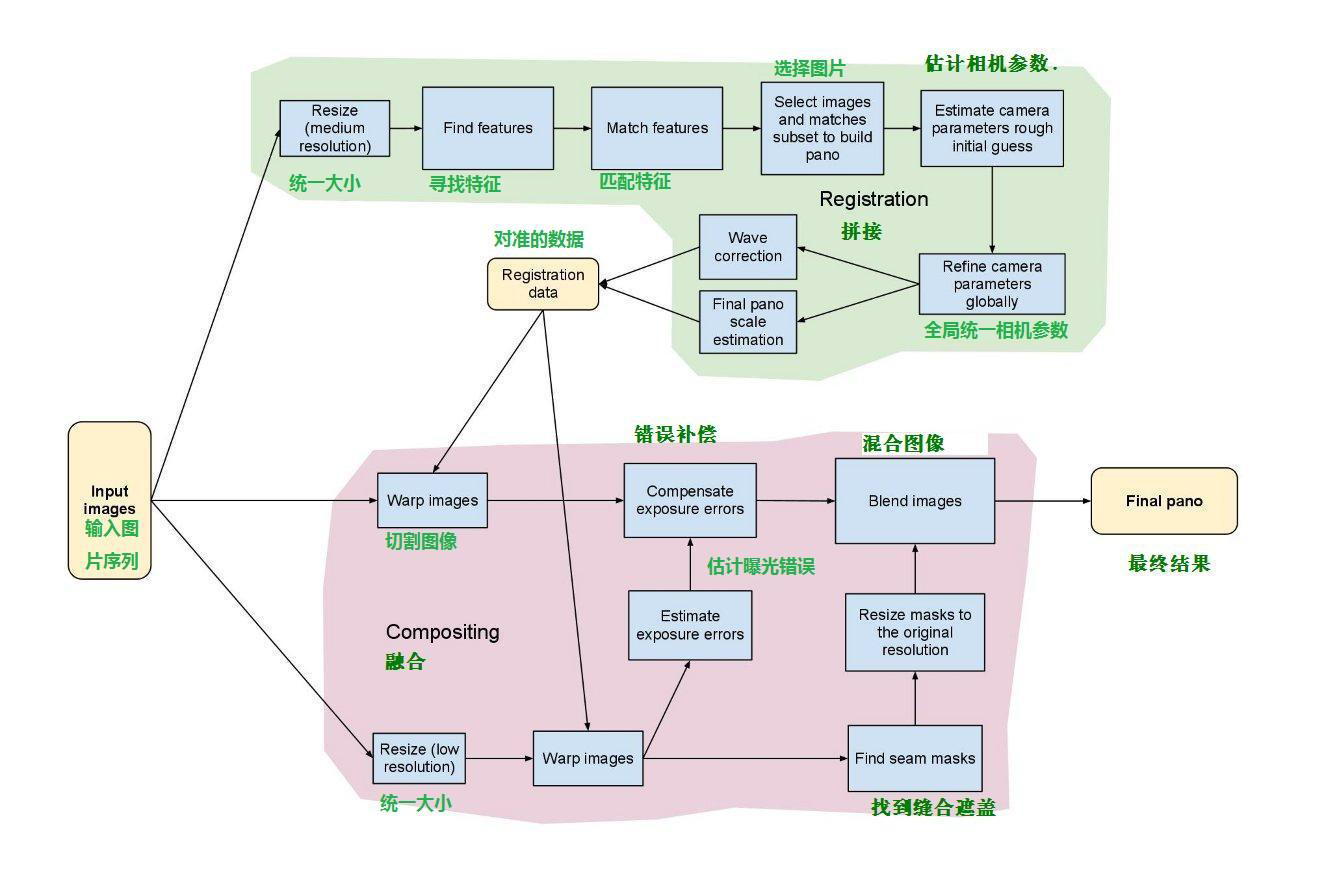 选择图片
估计相机参数.
Resize
(medium
resolution)
Find features
Match features
Select images
and matches
subset to build
pano
Estimate camera
parameters rough
initial guess
统一大小
寻找特征
匹配特征
Registration
拼接
对准的数据
Registration
data
Wave
correction
Final pano
scale
estimation
Refine camera
parameters
globally
全局统一相机参数
Input
images
输入图
片序列
错误补偿
混合图像
Warp images
切割图像
Compensate
exposure errors
Blend images
Final pano
最终结果
估计曝光错误
Estimate
exposure errors
Resize masks to
the original
resolution
Compositing
融合
Resize (low
resolution)
统一大小
Warp images
Find seam masks
找到缝合遮盖